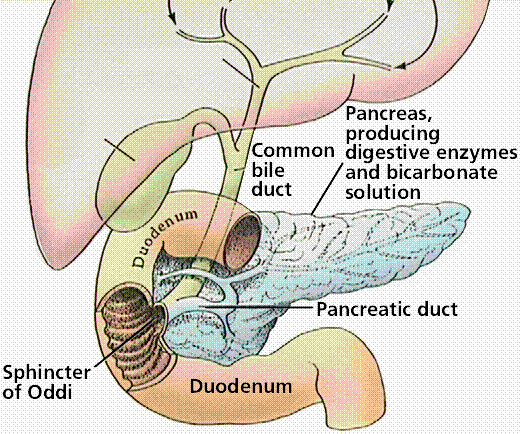 Pancreas,
producing
digestive enzymes
and bicarbonate
solution
Common
bile
duct
Duodenum
Pancreatic duct
Sphincter
of Oddi
Duodenum